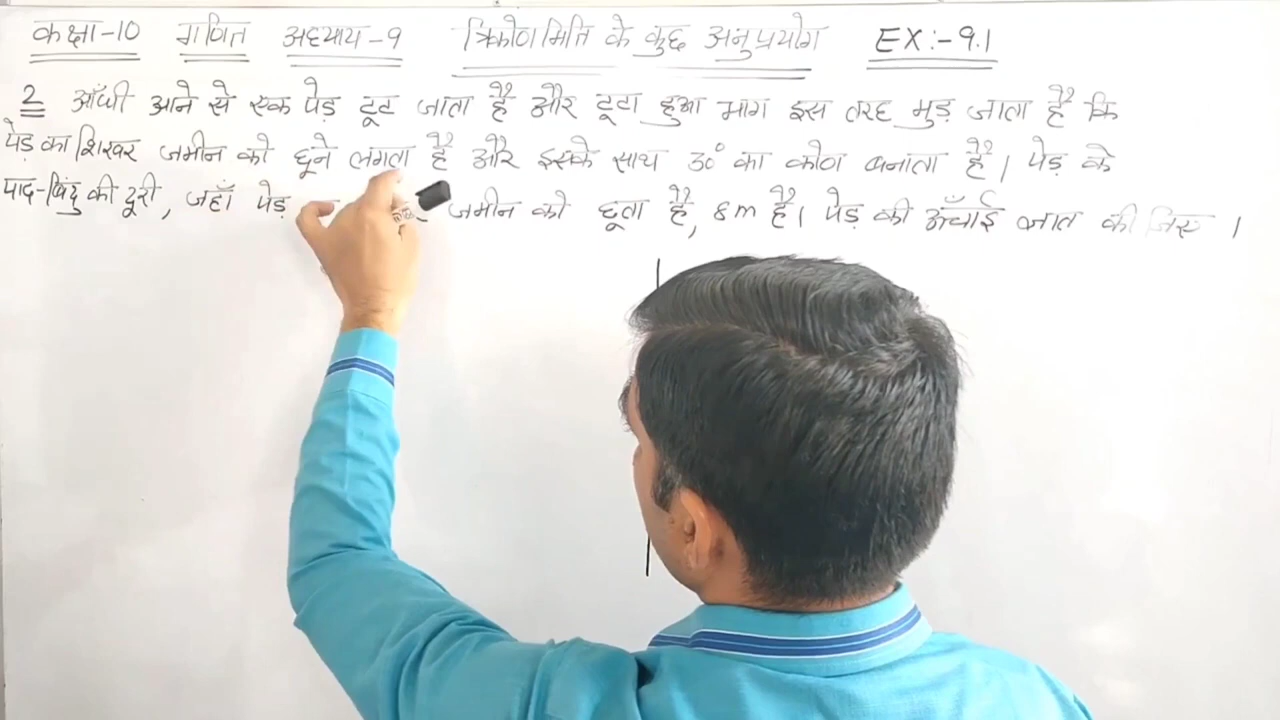 कक्षा-10 गणित अध्याय-9 त्रिकोणमिति के कुछ अनुप्रयोग EX:-9.1
2 आँधी आने से एक पेड़ टूट जाता है और टूटा हुआ भाग इस तरह मुड़ जाता है कि
पेड़ का शिखर जमीन को छूने लगता है और इसके साथ 30° का कोण बनाता है। पेड़ के
पाद-बिंदु की दूरी, जहाँ पेड़ जमीन को छूता है, 8m है। पेड़ की ऊँचाई ज्ञात कीजिए।